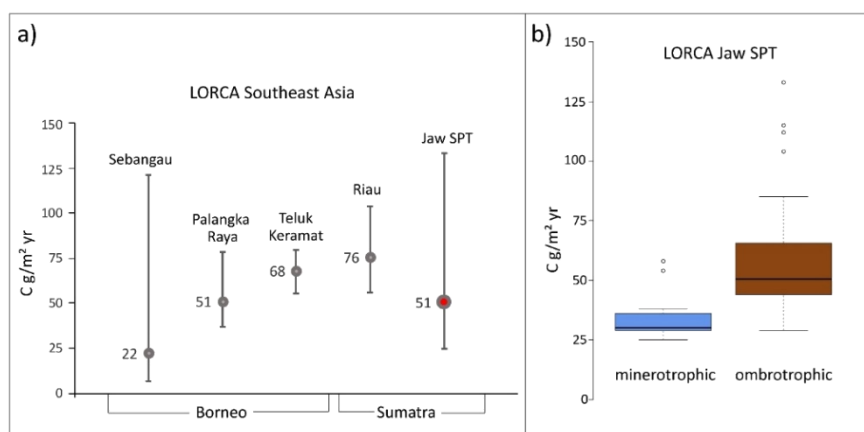 a)
LORCA Southeast Asia
C g/m² yr
150
125
100
75
50
25
0
Sebangau
22
Palangka
Raya
51
Teluk
Keramat
68
Riau
76
Jaw SPT
51
Borneo
Sumatra
b)
LORCA Jaw SPT
C g/m² yr
150
125
100
75
50
25
0
minerotrophic
ombrotrophic